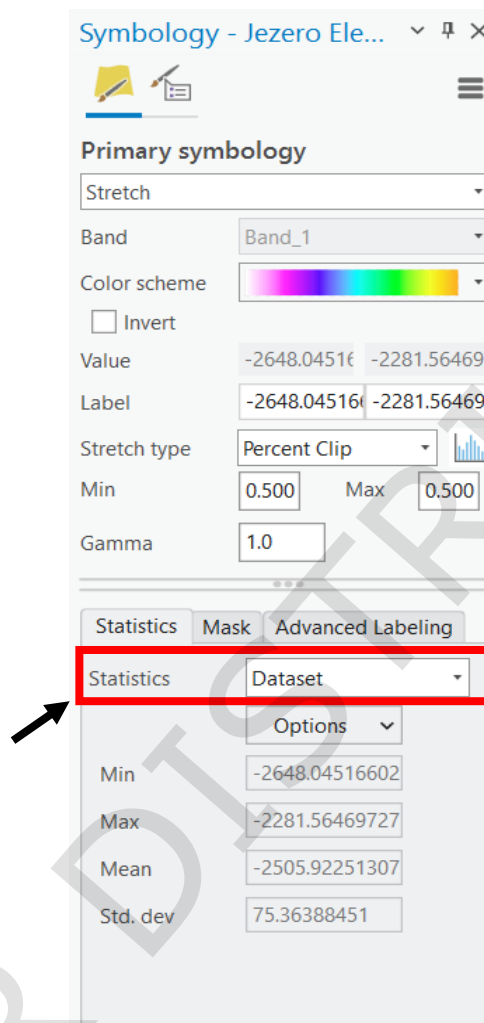 Symbology - Jezero Ele...
Primary symbology
Stretch
Band Band_1
Color scheme
Invert
Value -2648.04516 -2281.56469
Label -2648.04516 -2281.56469
Stretch type Percent Clip
Min 0.500 Max 0.500
Gamma 1.0
Statistics Mask Advanced Labeling
Statistics Dataset
Options
Min -2648.04516602
Max -2281.56469727
Mean -2505.92251307
Std. dev 75.36388451